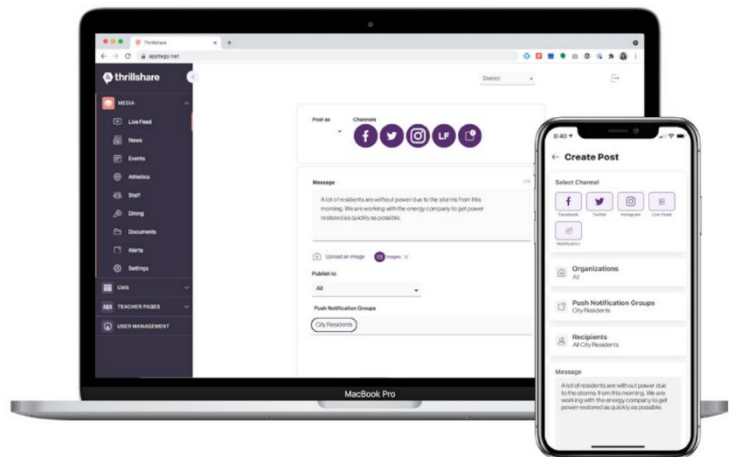 Thrillshare
apptegy.net
thrillshare
District
MEDIA
Live Feed
News
Events
Athletics
Staff
Dining
Documents
Alerts
Settings
CMS
TEACHER PAGES
USER MANAGEMENT
Post as
Channels
LF
Message
A lot of residents are without power due to the storms from this
morning. We are working with the energy company to get power
restored as quickly as possible.
Upload an image
Images
Publish to
All
Push Notification Groups
City Residents
MacBook Pro
Create Post
Select Channel
Facebook
Twitter
Instagram
Live Feed
Notification
Organizations
All
Push Notification Groups
City Residents
Recipients
All City Residents
Message
A lot of residents are without power due
to the storms from this morning. We are
working with the energy company to get
power restored as quickly as possible.